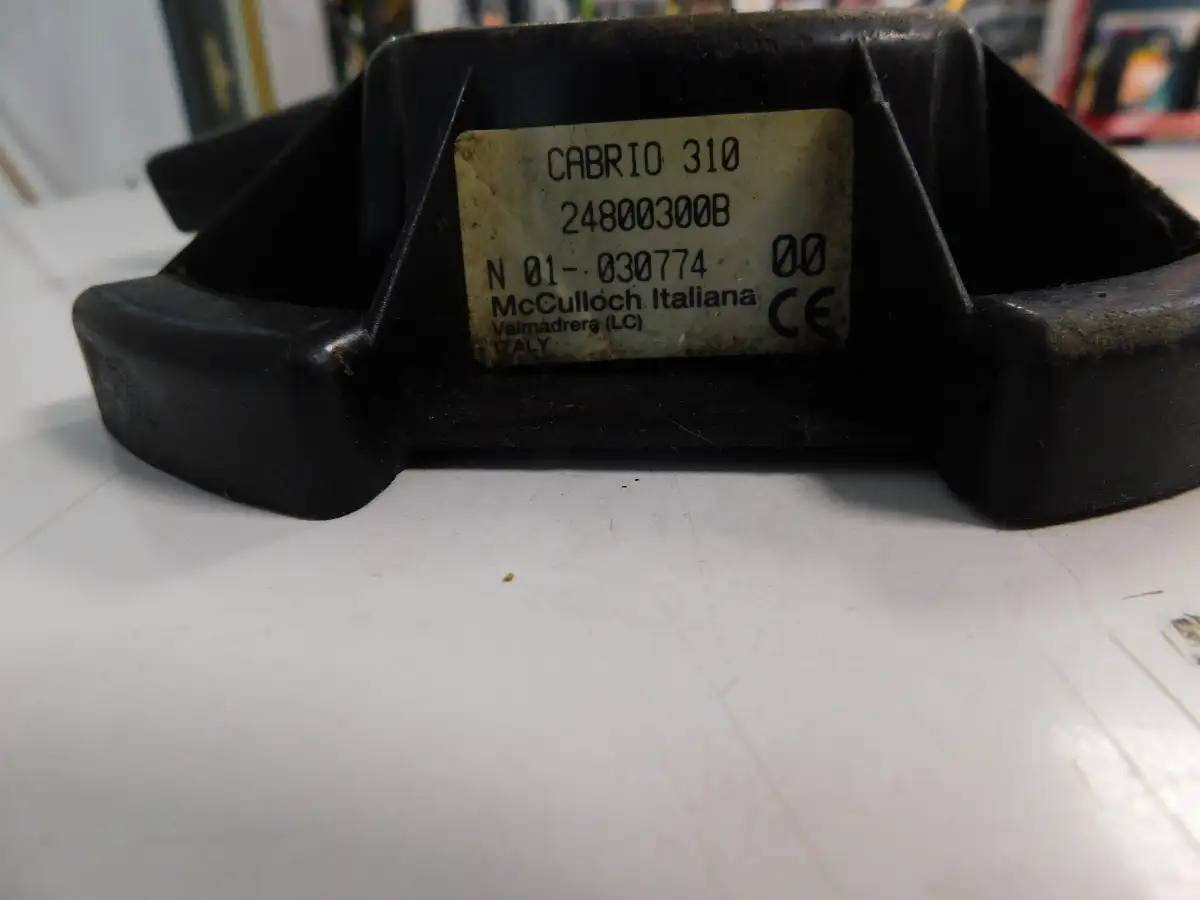 CABRIO 310
24800300B
N 01- 030774 00
McCulloch Italiana
Valmadrera (LC)
ITALY CE